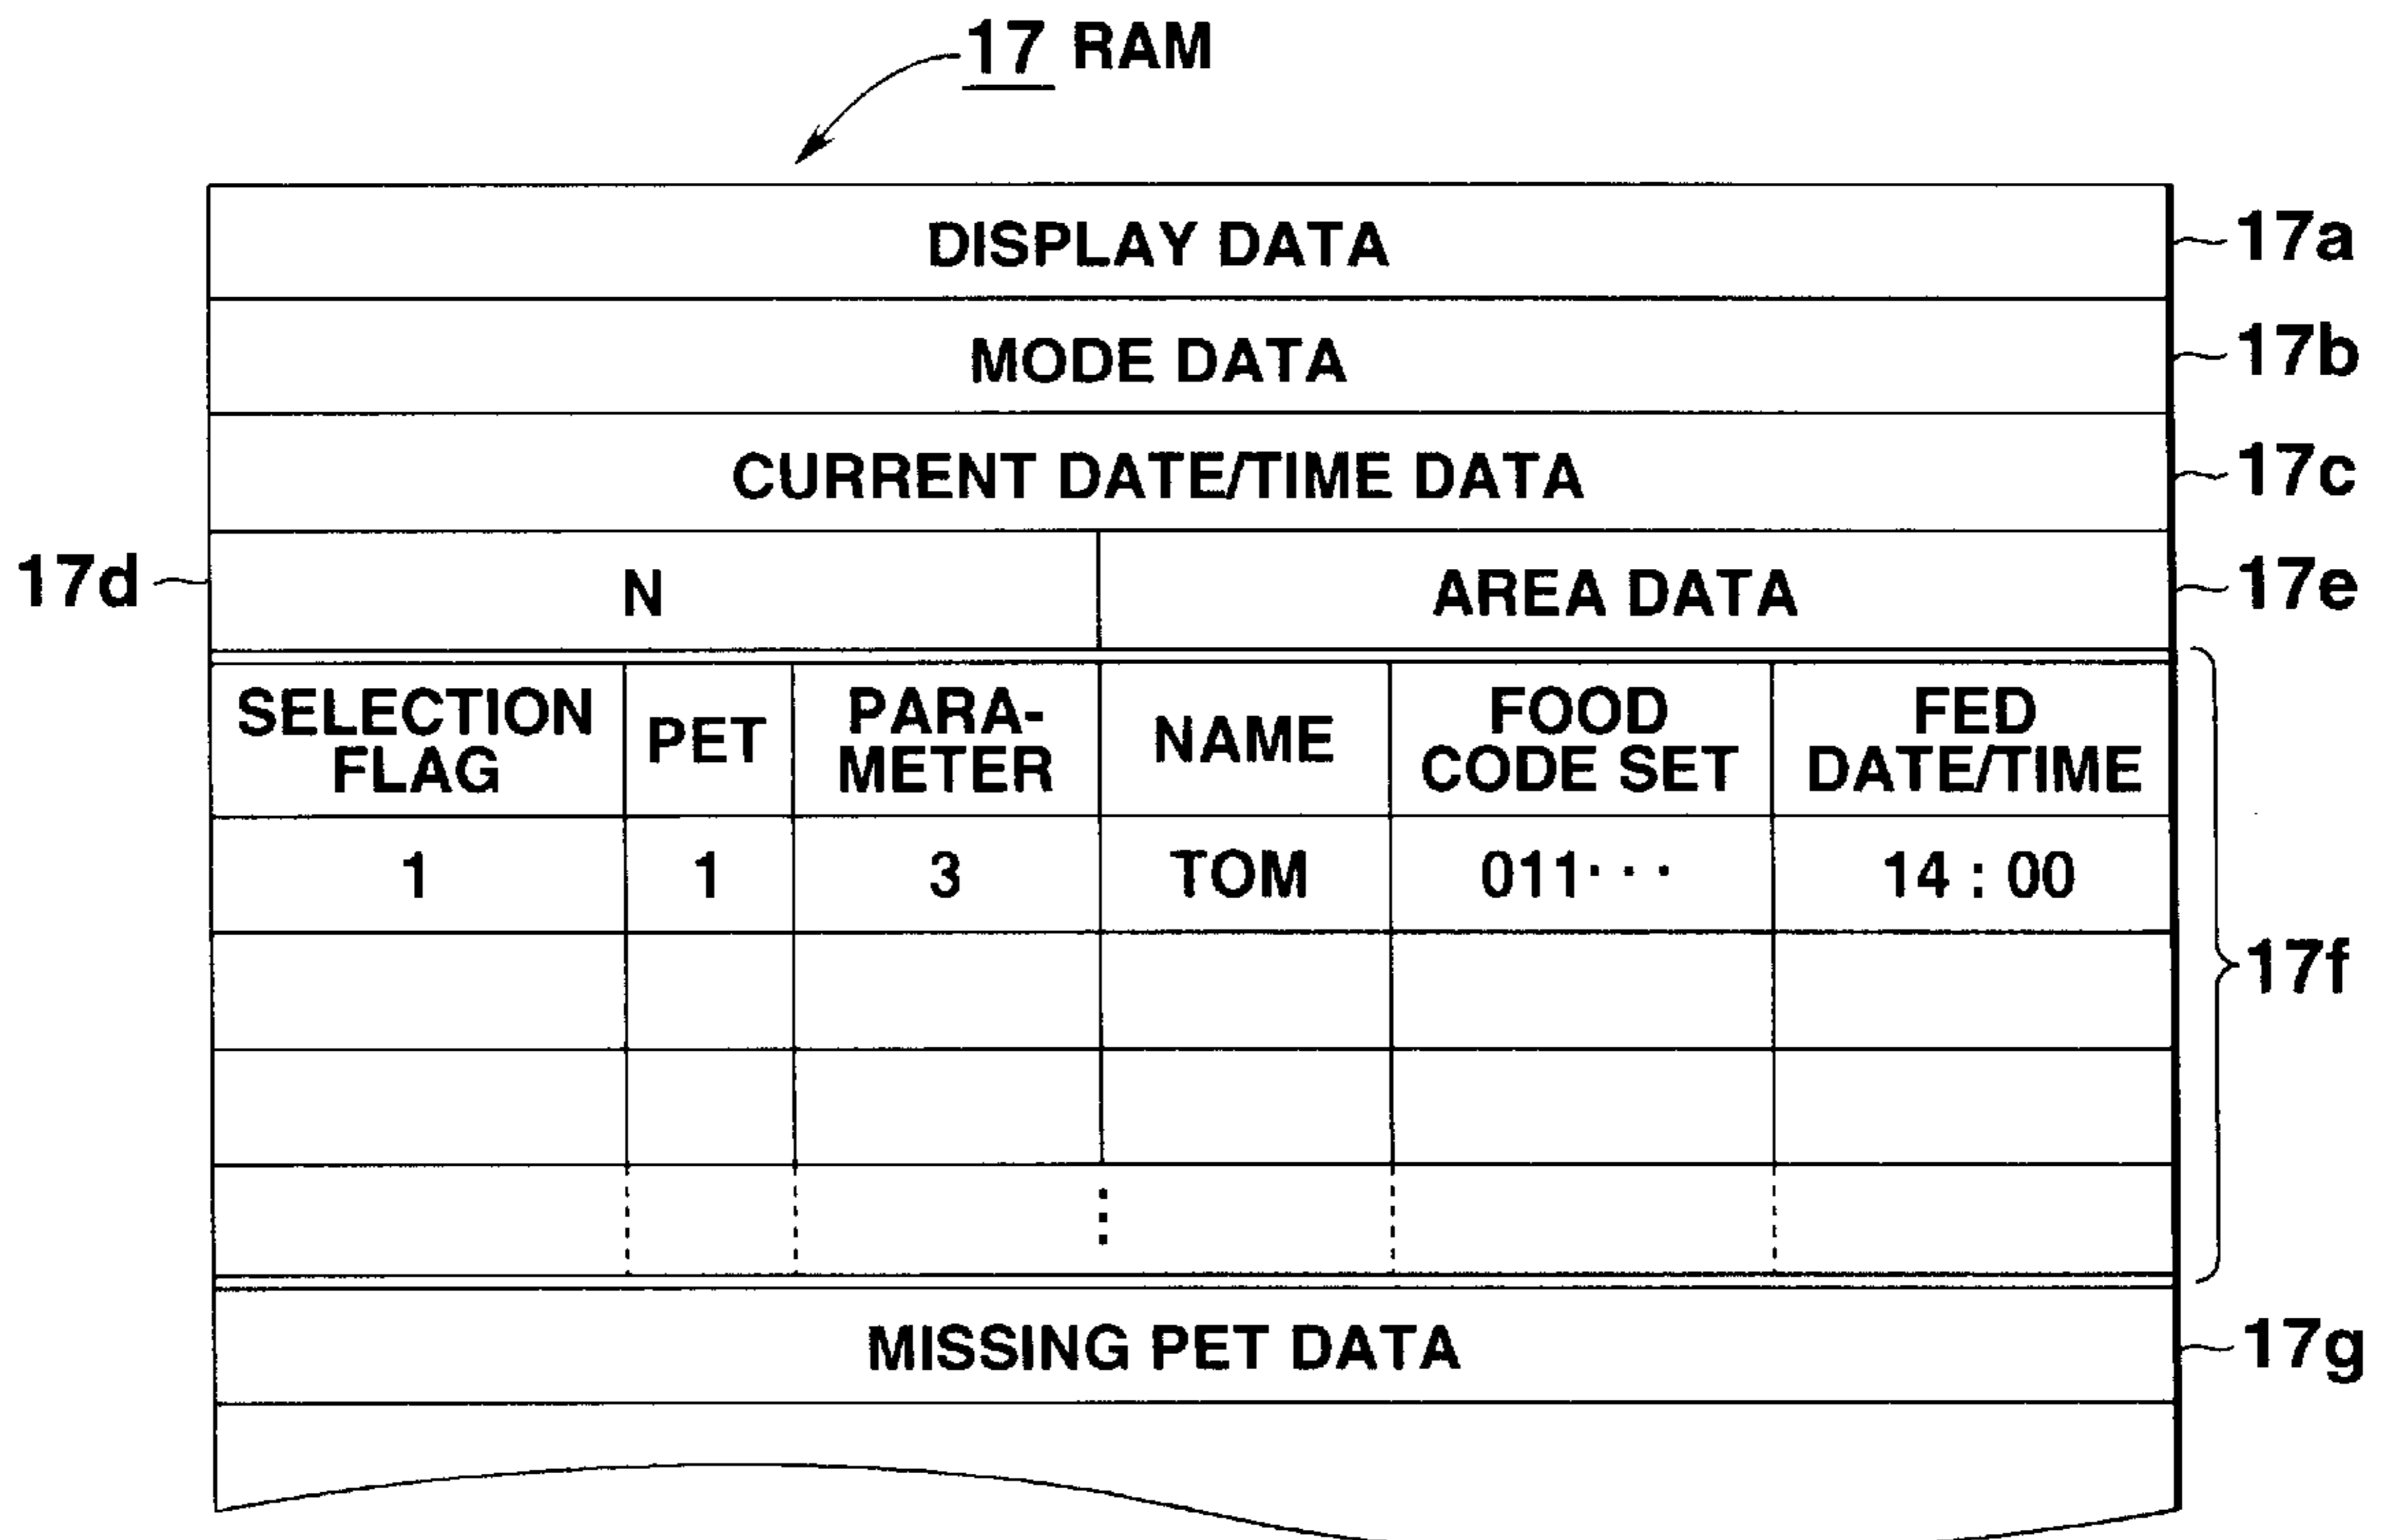 17 RAM
DISPLAY DATA 17a
MODE DATA 17b
CURRENT DATE/TIME DATA 17c
17d N AREA DATA 17e
SELECTION FLAG PET PARA-METER NAME FOOD CODE SET FED DATE/TIME
1 1 3 TOM 011··· 14 : 00
17f
MISSING PET DATA 17g